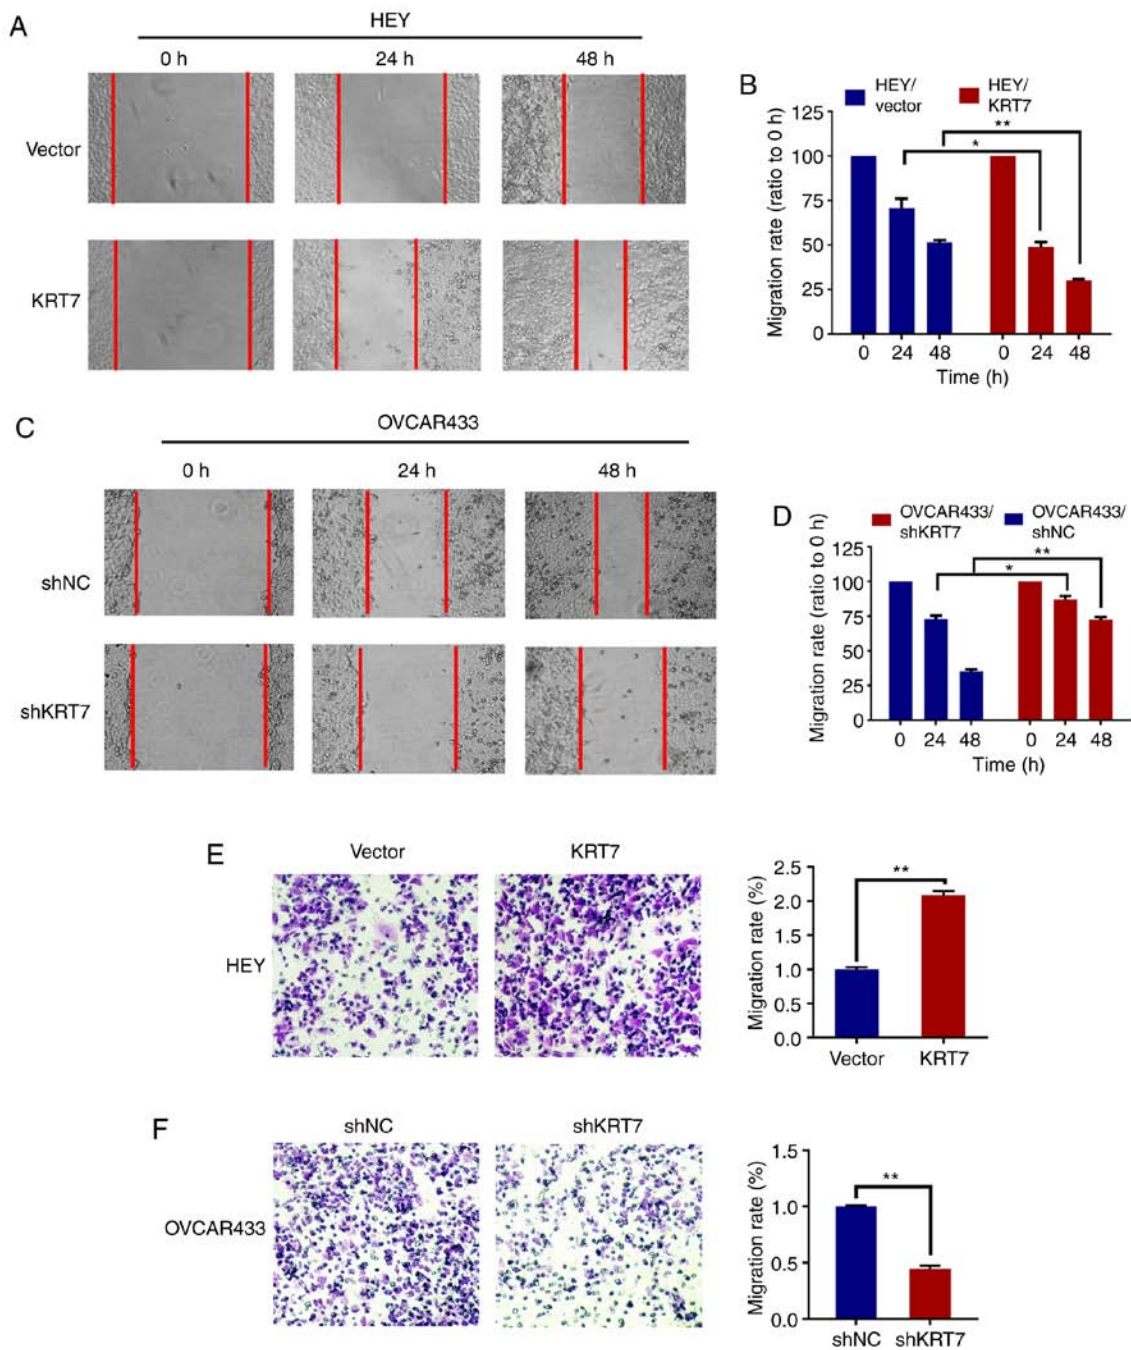 A
HEY
0 h 24 h 48 h
Vector
KRT7
B
HEY/
vector
HEY/
KRT7
Migration rate (ratio to 0 h)
125
100
75
50
25
0
*
**
0 24 48 0 24 48
Time (h)
C
OVCAR433
0 h 24 h 48 h
shNC
shKRT7
D
OVCAR433/
shKRT7
OVCAR433/
shNC
Migration rate (ratio to 0 h)
125
100
75
50
25
0
*
**
0 24 48 0 24 48
Time (h)
E
Vector KRT7
HEY
Migration rate (%)
2.5
2.0
1.5
1.0
0.5
0.0
**
Vector KRT7
F
shNC shKRT7
OVCAR433
Migration rate (%)
1.5
1.0
0.5
0.0
**
shNC shKRT7